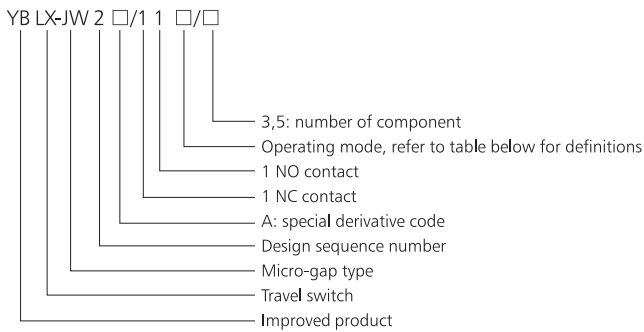 YB LX-JW 2 □/1 1 □/□
3,5: number of component
Operating mode, refer to table below for definitions
1 NO contact
1 NC contact
A: special derivative code
Design sequence number
Micro-gap type
Travel switch
Improved product